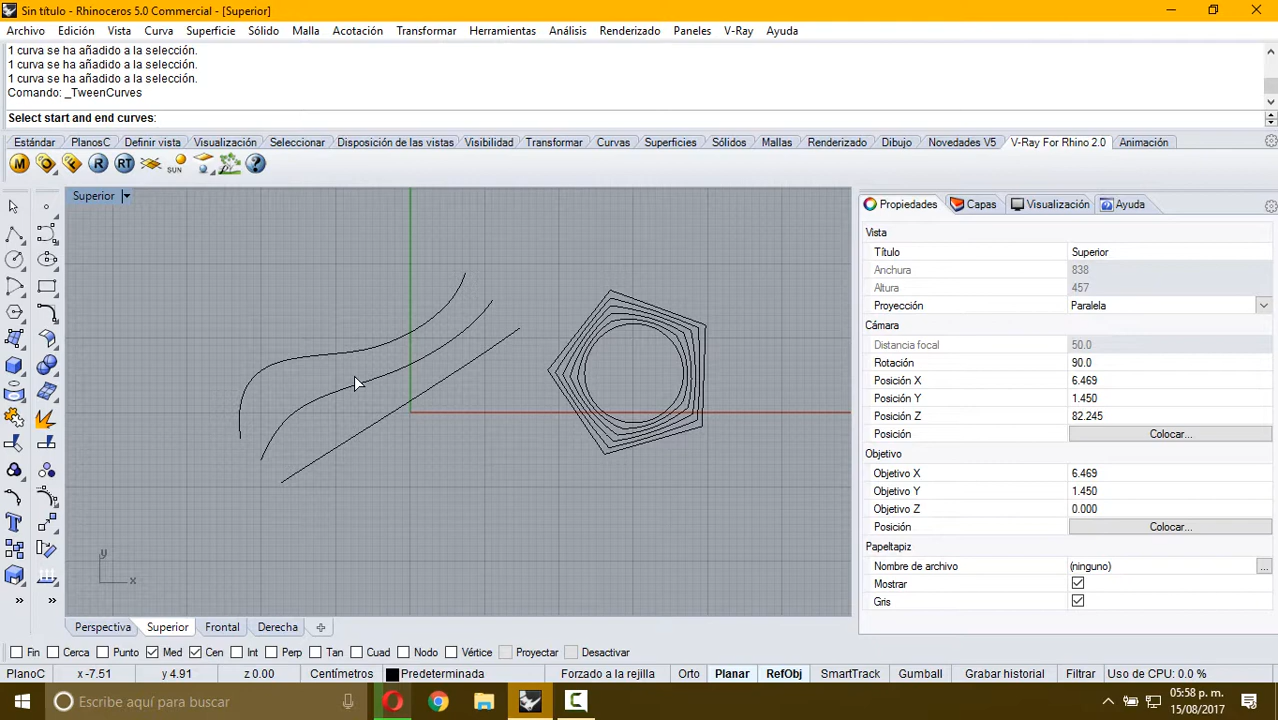 Sin título - Rhinoceros 5.0 Commercial - [Superior]
Archivo Edición Vista Curva Superficie Sólido Malla Acotación Transformar Herramientas Análisis Renderizado Paneles V-Ray Ayuda
1 curva se ha añadido a la selección.
1 curva se ha añadido a la selección.
1 curva se ha añadido a la selección.
Comando: _TweenCurves
Select start and end curves:
Estándar PlanosC Definir vista Visualización Seleccionar Disposición de las vistas Visibilidad Transformar Curvas Superficies Sólidos Mallas Renderizado Dibujo Novedades V5 V-Ray For Rhino 2.0 Animación
M O F R RT SUN ?
Superior
Propiedades Capas Visualización Ayuda
Vista
Título Superior
Anchura 838
Altura 457
Proyección Paralela
Cámara
Distancia focal 50.0
Rotación 90.0
Posición X 6.469
Posición Y 1.450
Posición Z 82.245
Posición Colocar...
Objetivo
Objetivo X 6.469
Objetivo Y 1.450
Objetivo Z 0.000
Posición Colocar...
Papeltapiz
Nombre de archivo (ninguno) ...
Mostrar
Gris
y
x
Perspectiva Superior Frontal Derecha
Fin Cerca Punto Med Cen Int Perp Tan Cuad Nodo Vértice Proyectar Desactivar
PlanoC x -7.51 y 4.91 z 0.00 Centímetros Predeterminada Forzado a la rejilla Orto Planar RefObj SmartTrack Gumball Grabar historial Filtrar Uso de CPU: 0.0 %
Escribe aquí para buscar
05:58 p. m.
15/08/2017